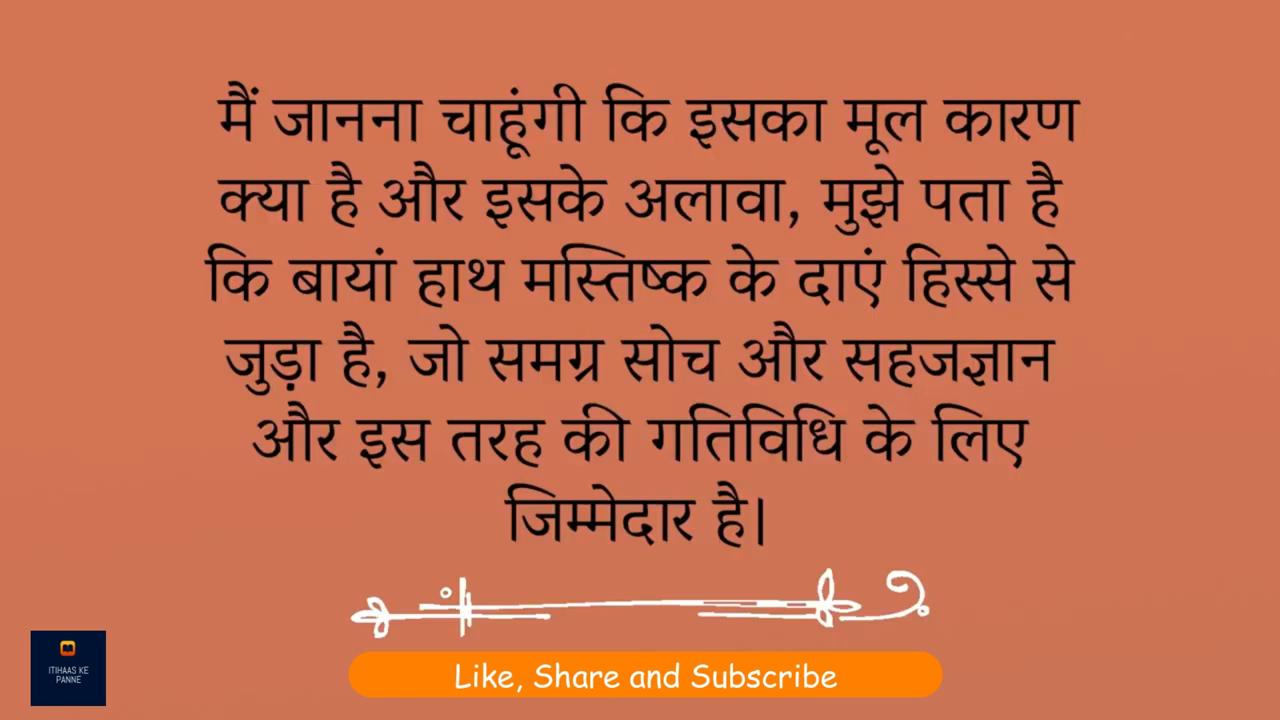 मैं जानना चाहूंगी कि इसका मूल कारण
क्या है और इसके अलावा, मुझे पता है
कि बायां हाथ मस्तिष्क के दाएं हिस्से से
जुड़ा है, जो समग्र सोच और सहजज्ञान
और इस तरह की गतिविधि के लिए
जिम्मेदार है।
ITIHAAS KE
PANNE
Like, Share and Subscribe